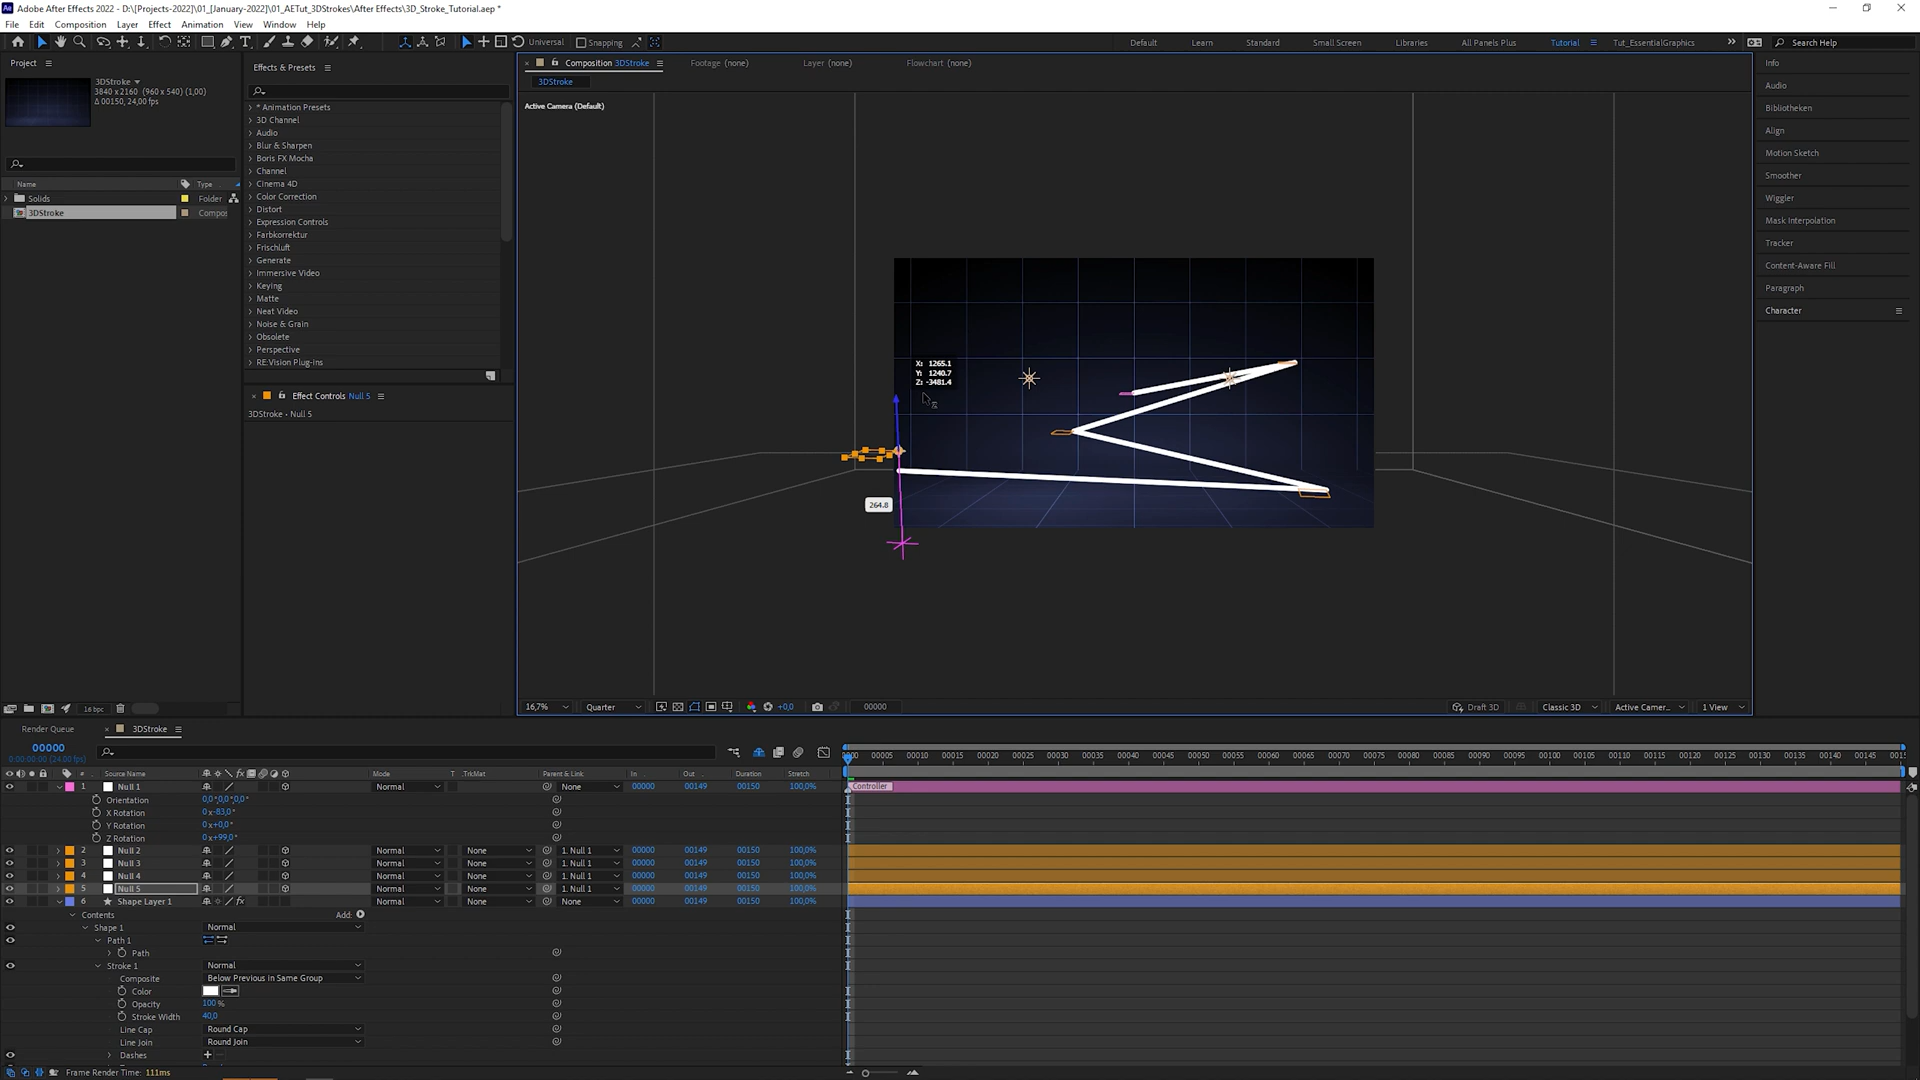 Adobe After Effects 2022 - D:\[Projects-2022]\01_[January-2022]\01_AETut_3DStrokes\After Effects\3D_Stroke_Tutorial.aep *
File Edit Composition Layer Effect Animation View Window Help
Universal Snapping
Default Learn Standard Small Screen Libraries All Panels Plus Tutorial Tut_EssentialGraphics Search Help
Project
3DStroke
3840 x 2160 (960 x 540) (1,00)
Δ 00150, 24,00 fps
Name Type
Solids Folder
3DStroke Compos
16 bpc
Effects & Presets
* Animation Presets
3D Channel
Audio
Blur & Sharpen
Boris FX Mocha
Channel
Cinema 4D
Color Correction
Distort
Expression Controls
Farbkorrektur
Frischluft
Generate
Immersive Video
Keying
Matte
Neat Video
Noise & Grain
Obsolete
Perspective
RE:Vision Plug-ins
Effect Controls Null 5
3DStroke - Null 5
Composition 3DStroke Footage (none) Layer (none) Flowchart (none)
3DStroke
Active Camera (Default)
X: 1265.1
Y: 1240.7
Z: -3481.4
264.8
16,7% Quarter +0,0 00000 Draft 3D Classic 3D Active Camer... 1 View
Info
Audio
Bibliotheken
Align
Motion Sketch
Smoother
Wiggler
Mask Interpolation
Tracker
Content-Aware Fill
Paragraph
Character
Render Queue 3DStroke
00000
0:00:00:00 (24.00 fps)
00005 00010 00015 00020 00025 00030 00035 00040 00045 00050 00055 00060 00065 00070 00075 00080 00085 00090 00095 00100 00105 00110 00115 00120 00125 00130 00135 00140 00145
# Source Name Mode T .TrkMat Parent & Link In Out Duration Stretch
1 Null 1 Normal None 00000 00149 00150 100,0% Controller
Orientation 0,0°,0,0°,0,0°
X Rotation 0x-83,0°
Y Rotation 0x+0,0°
Z Rotation 0x+99,0°
2 Null 2 Normal None 1. Null 1 00000 00149 00150 100,0%
3 Null 3 Normal None 1. Null 1 00000 00149 00150 100,0%
4 Null 4 Normal None 1. Null 1 00000 00149 00150 100,0%
5 Null 5 Normal None 1. Null 1 00000 00149 00150 100,0%
6 Shape Layer 1 Normal None None 00000 00149 00150 100,0%
Contents Add:
Shape 1 Normal
Path 1
Path
Stroke 1 Normal
Composite Below Previous in Same Group
Color
Opacity 100 %
Stroke Width 40,0
Line Cap Round Cap
Line Join Round Join
Dashes
Frame Render Time: 111ms